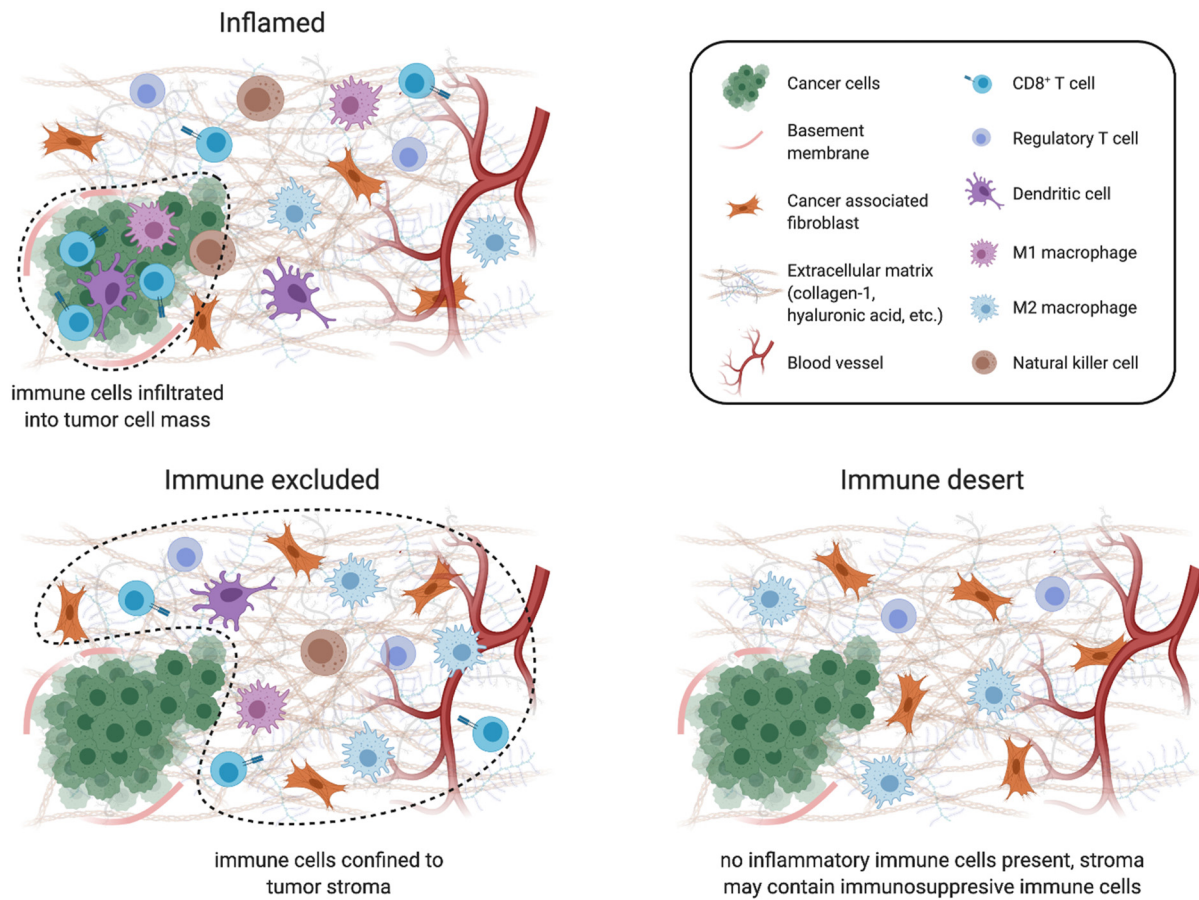 Inflamed
immune cells infiltrated
into tumor cell mass
Cancer cells
Basement
membrane
Cancer associated
fibroblast
Extracellular matrix
(collagen-1,
hyaluronic acid, etc.)
Blood vessel
CD8⁺ T cell
Regulatory T cell
Dendritic cell
M1 macrophage
M2 macrophage
Natural killer cell
Immune excluded
immune cells confined to
tumor stroma
Immune desert
no inflammatory immune cells present, stroma
may contain immunosuppresive immune cells